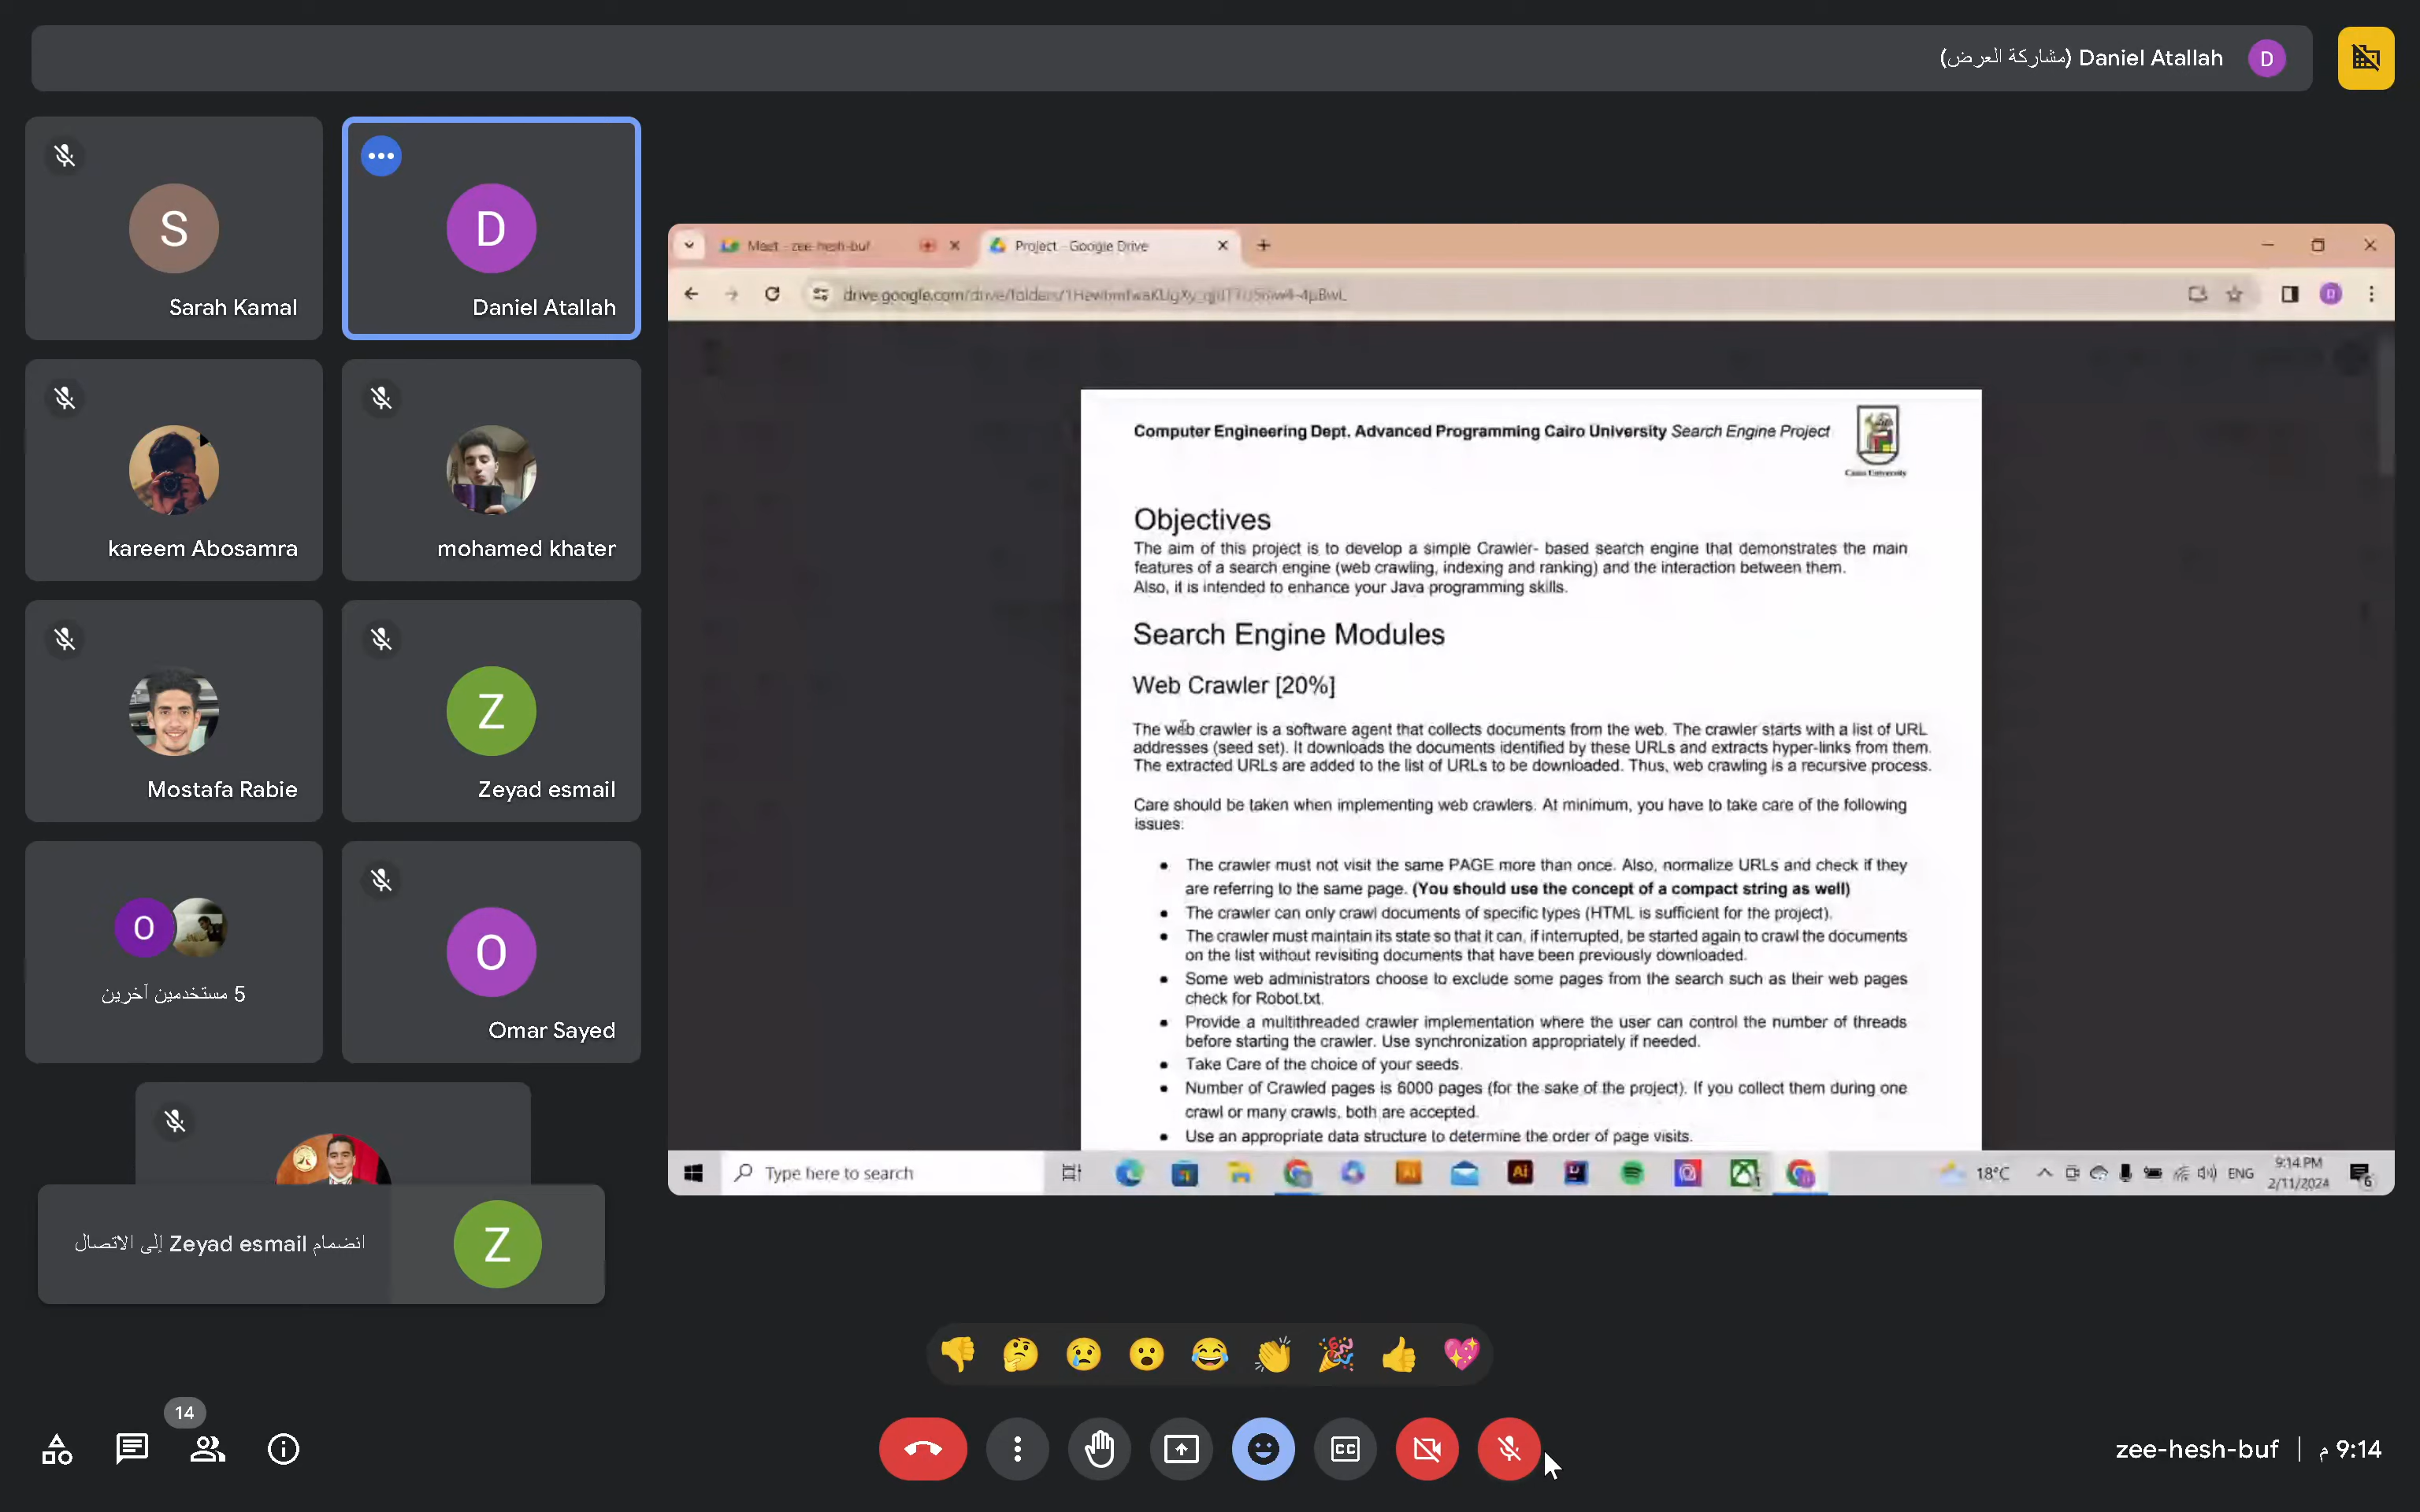 Daniel Atallah (مشاركة العرض)
D
S
Sarah Kamal
D
Daniel Atallah
kareem Abosamra
mohamed khater
Mostafa Rabie
Z
Zeyad esmail
O
5 مستخدمين آخرين
O
Omar Sayed
انضمام Zeyad esmail إلى الاتصال
Z
Meet - zee-hesh-buf
Project - Google Drive
Computer Engineering Dept. Advanced Programming Cairo University Search Engine Project
Cairo University
Objectives
The aim of this project is to develop a simple Crawler- based search engine that demonstrates the main
features of a search engine (web crawling, indexing and ranking) and the interaction between them.
Also, it is intended to enhance your Java programming skills.
Search Engine Modules
Web Crawler [20%]
The web crawler is a software agent that collects documents from the web. The crawler starts with a list of URL
addresses (seed set). It downloads the documents identified by these URLs and extracts hyper-links from them.
The extracted URLs are added to the list of URLs to be downloaded. Thus, web crawling is a recursive process.
Care should be taken when implementing web crawlers. At minimum, you have to take care of the following
issues:
• The crawler must not visit the same PAGE more than once. Also, normalize URLs and check if they
are referring to the same page. (You should use the concept of a compact string as well)
• The crawler can only crawl documents of specific types (HTML is sufficient for the project).
• The crawler must maintain its state so that it can, if interrupted, be started again to crawl the documents
on the list without revisiting documents that have been previously downloaded.
• Some web administrators choose to exclude some pages from the search such as their web pages
check for Robot.txt.
• Provide a multithreaded crawler implementation where the user can control the number of threads
before starting the crawler. Use synchronization appropriately if needed.
• Take Care of the choice of your seeds.
• Number of Crawled pages is 6000 pages (for the sake of the project). If you collect them during one
crawl or many crawls, both are accepted.
• Use an appropriate data structure to determine the order of page visits.
Type here to search
Ai
18°C
ENG
9:14 PM
2/11/2024
6
14
CC
zee-hesh-buf | 9:14 م